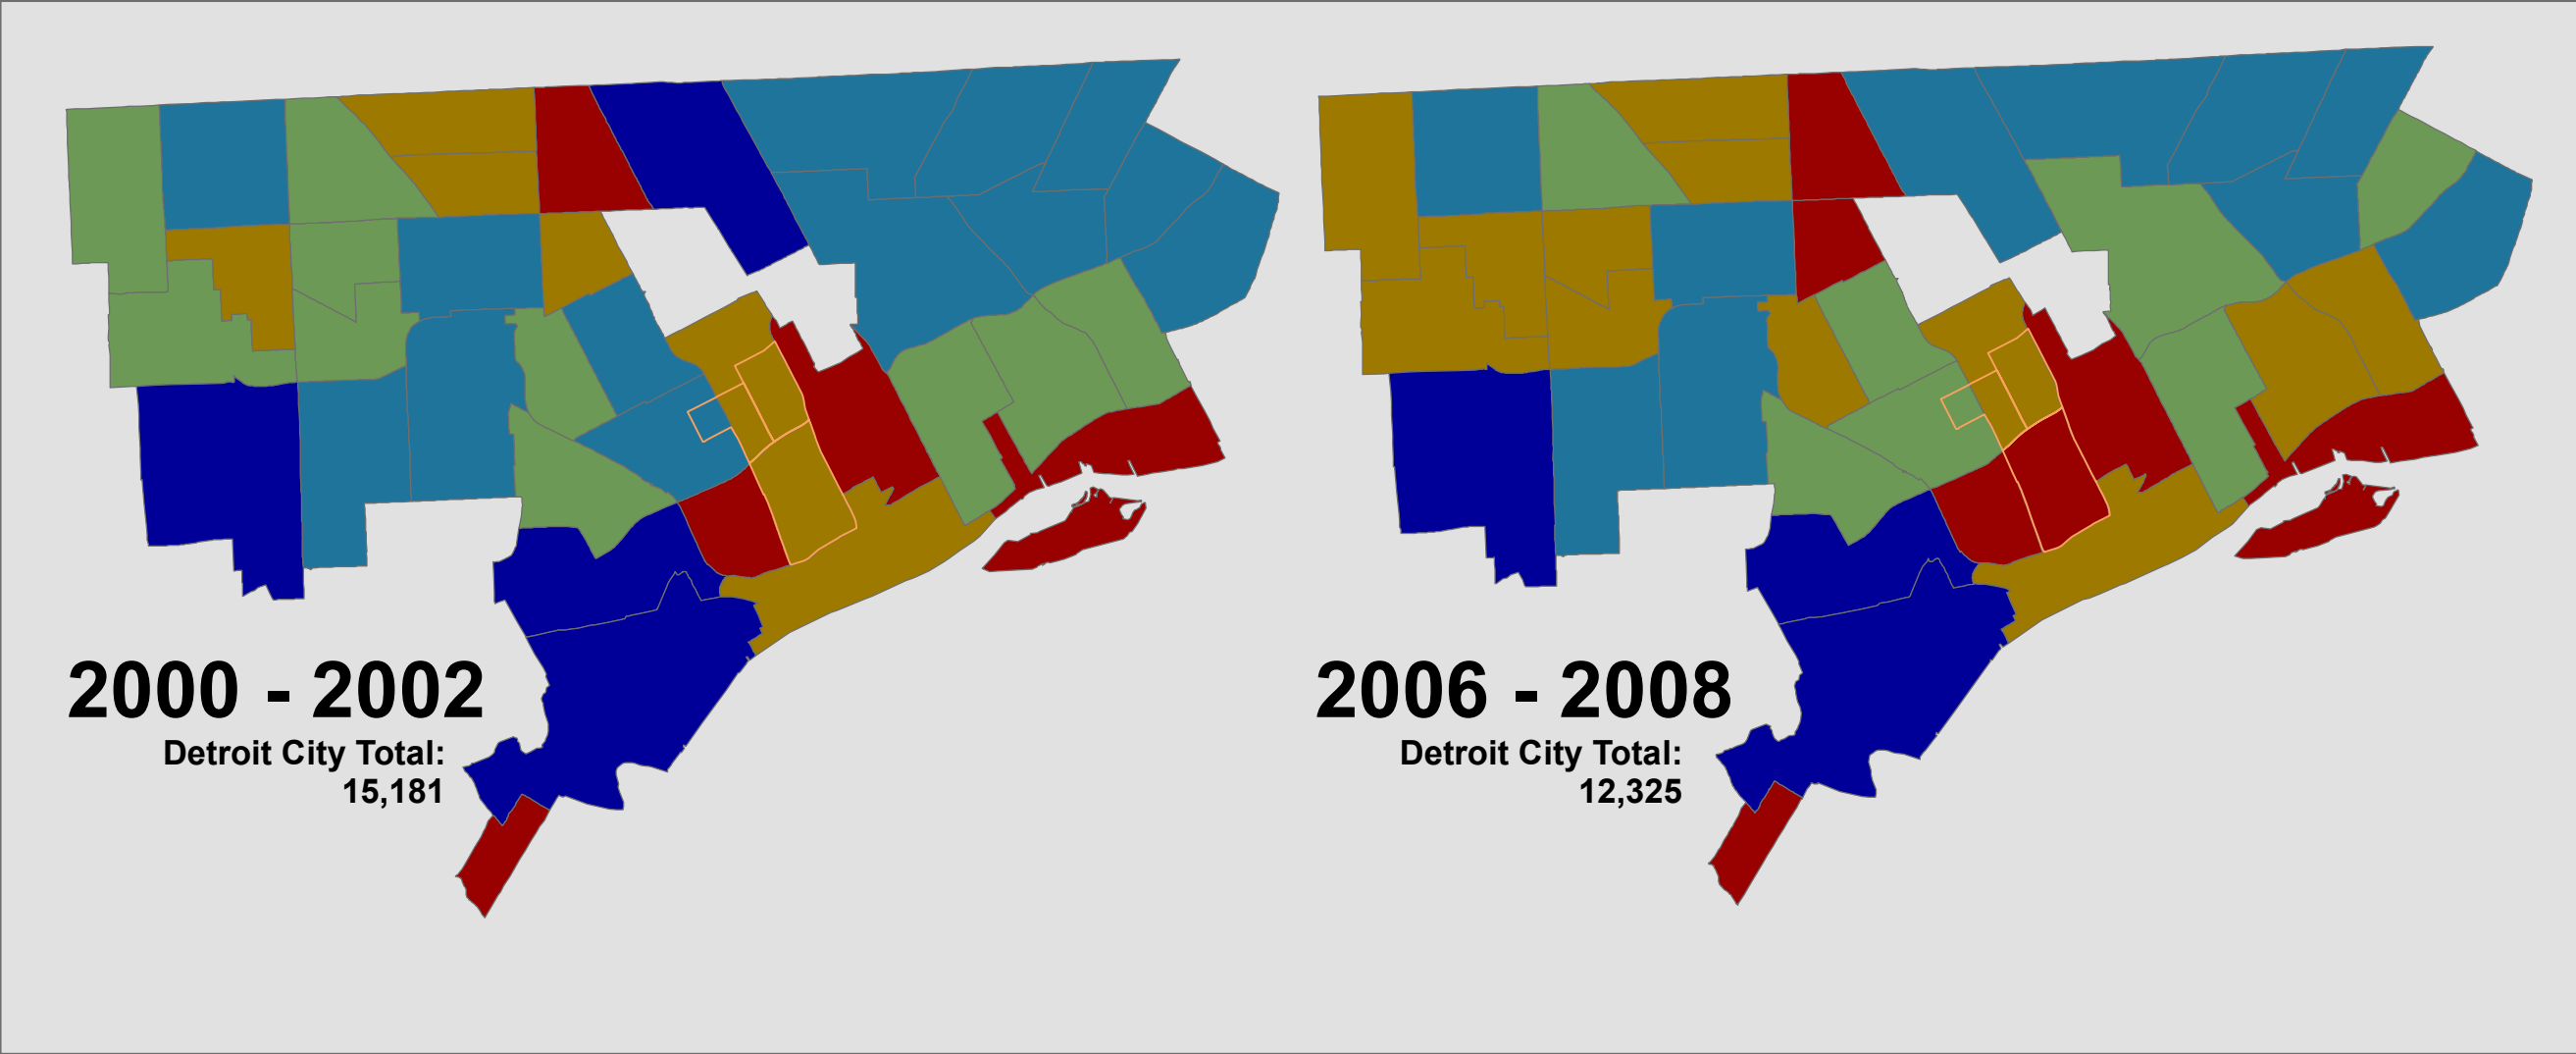 2000 - 2002
Detroit City Total:
15,181
2006 - 2008
Detroit City Total:
12,325